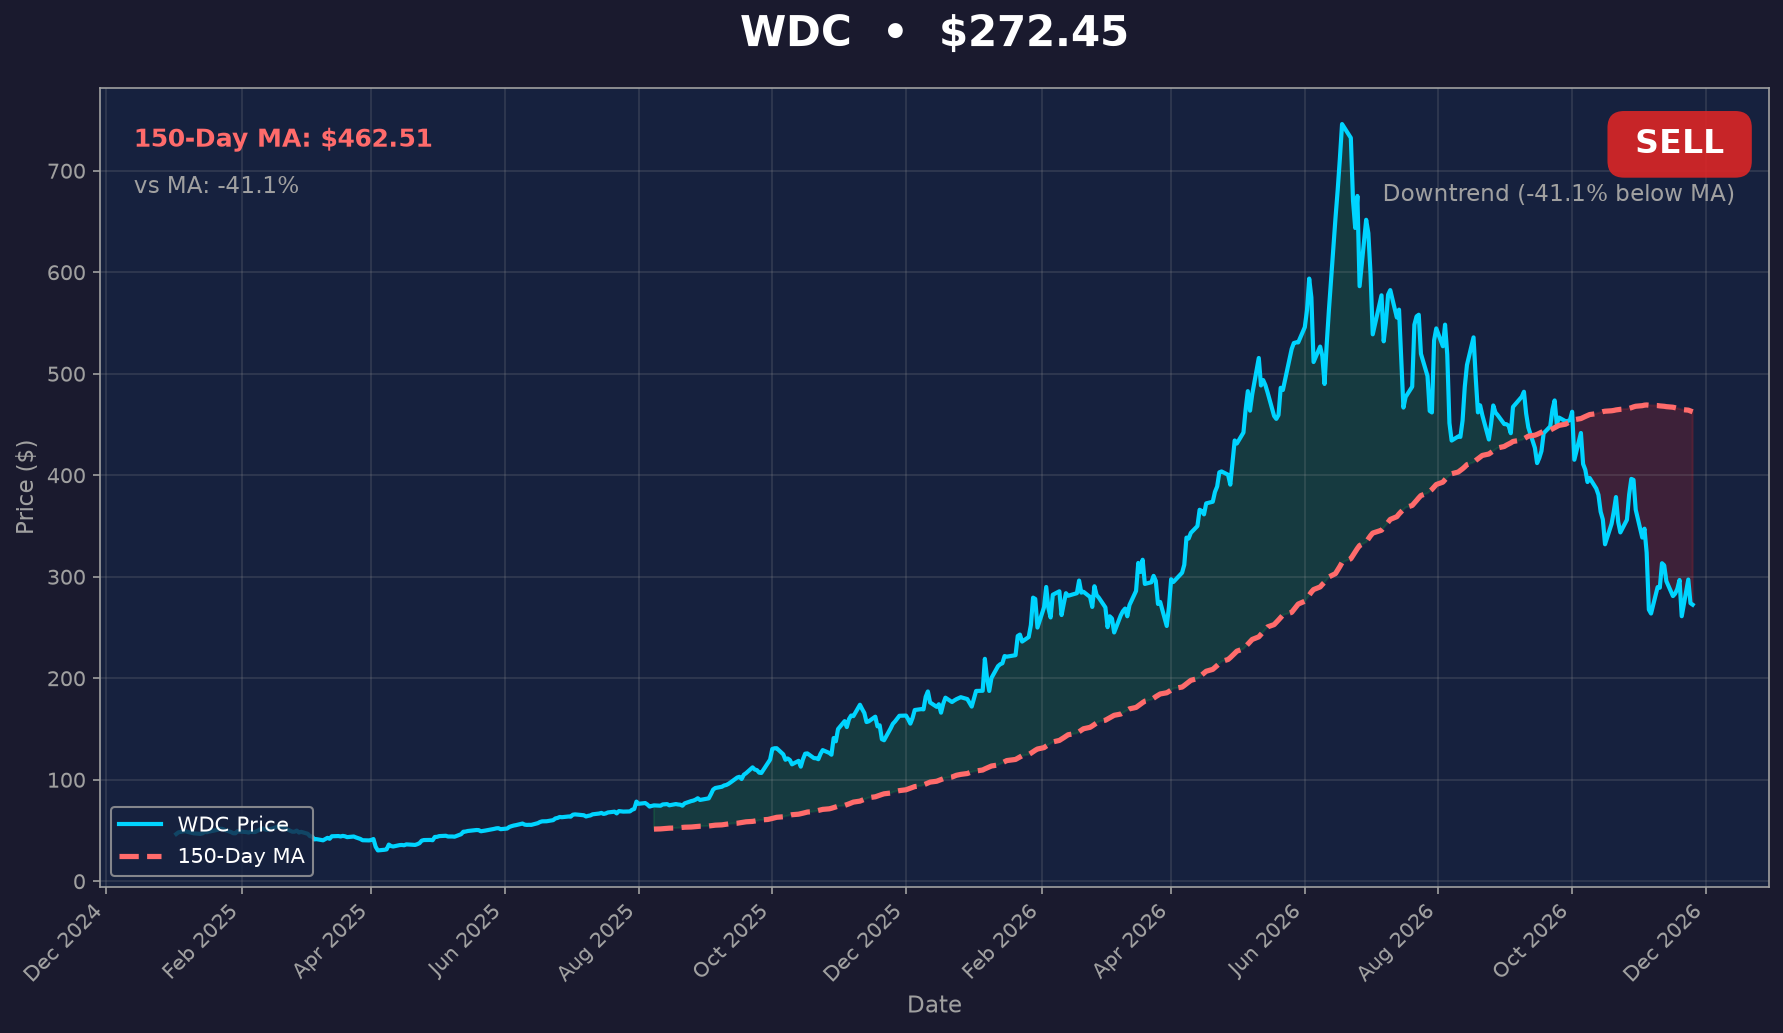 WDC • $272.45
150-Day MA: $462.51
SELL
vs MA: -41.1%
Downtrend (-41.1% below MA)
700
600
500
400
300
200
100
0
Price ($)
WDC Price
150-Day MA
Dec 2024
Feb 2025
Apr 2025
Jun 2025
Aug 2025
Oct 2025
Dec 2025
Feb 2026
Apr 2026
Jun 2026
Aug 2026
Oct 2026
Dec 2026
Date